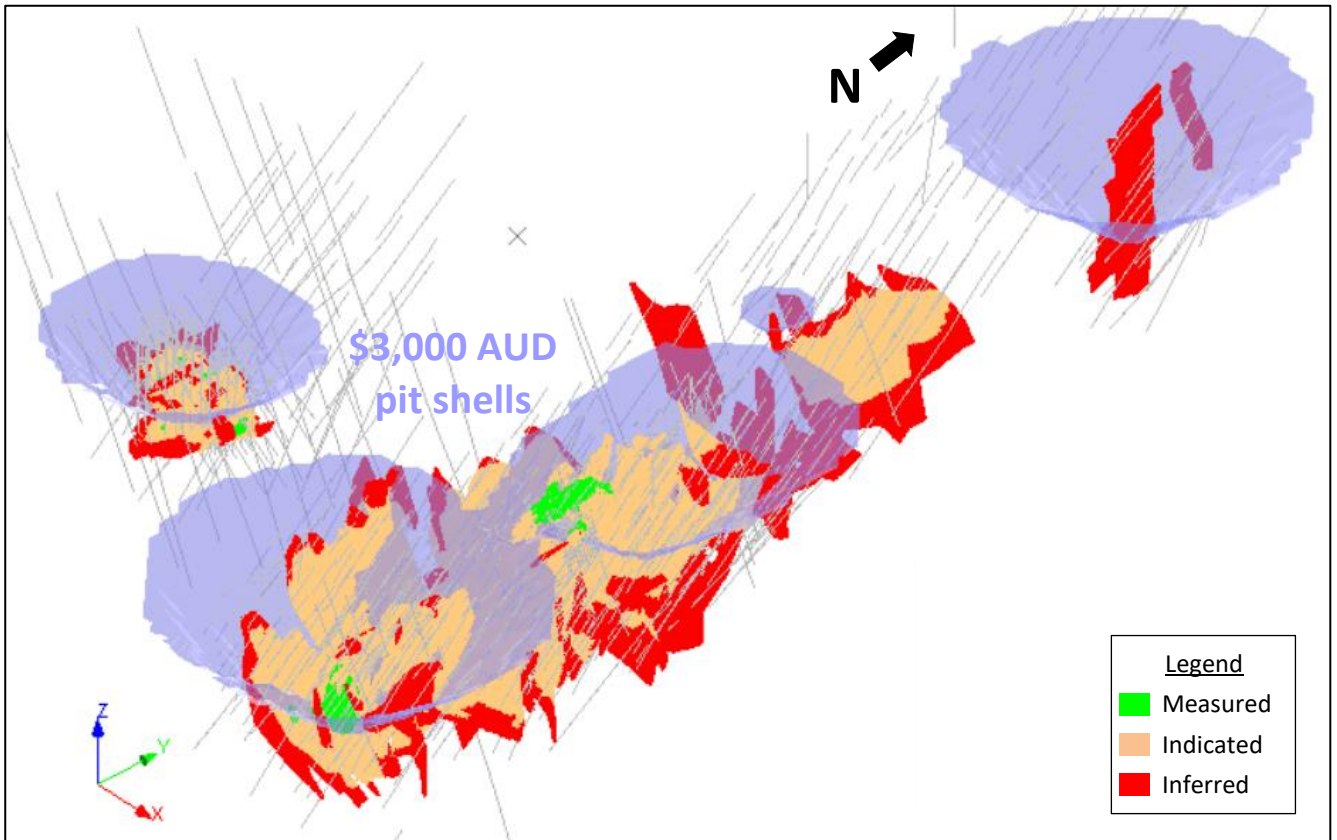 N
$3,000 AUD
pit shells
Z
Y
X
Legend
Measured
Indicated
Inferred